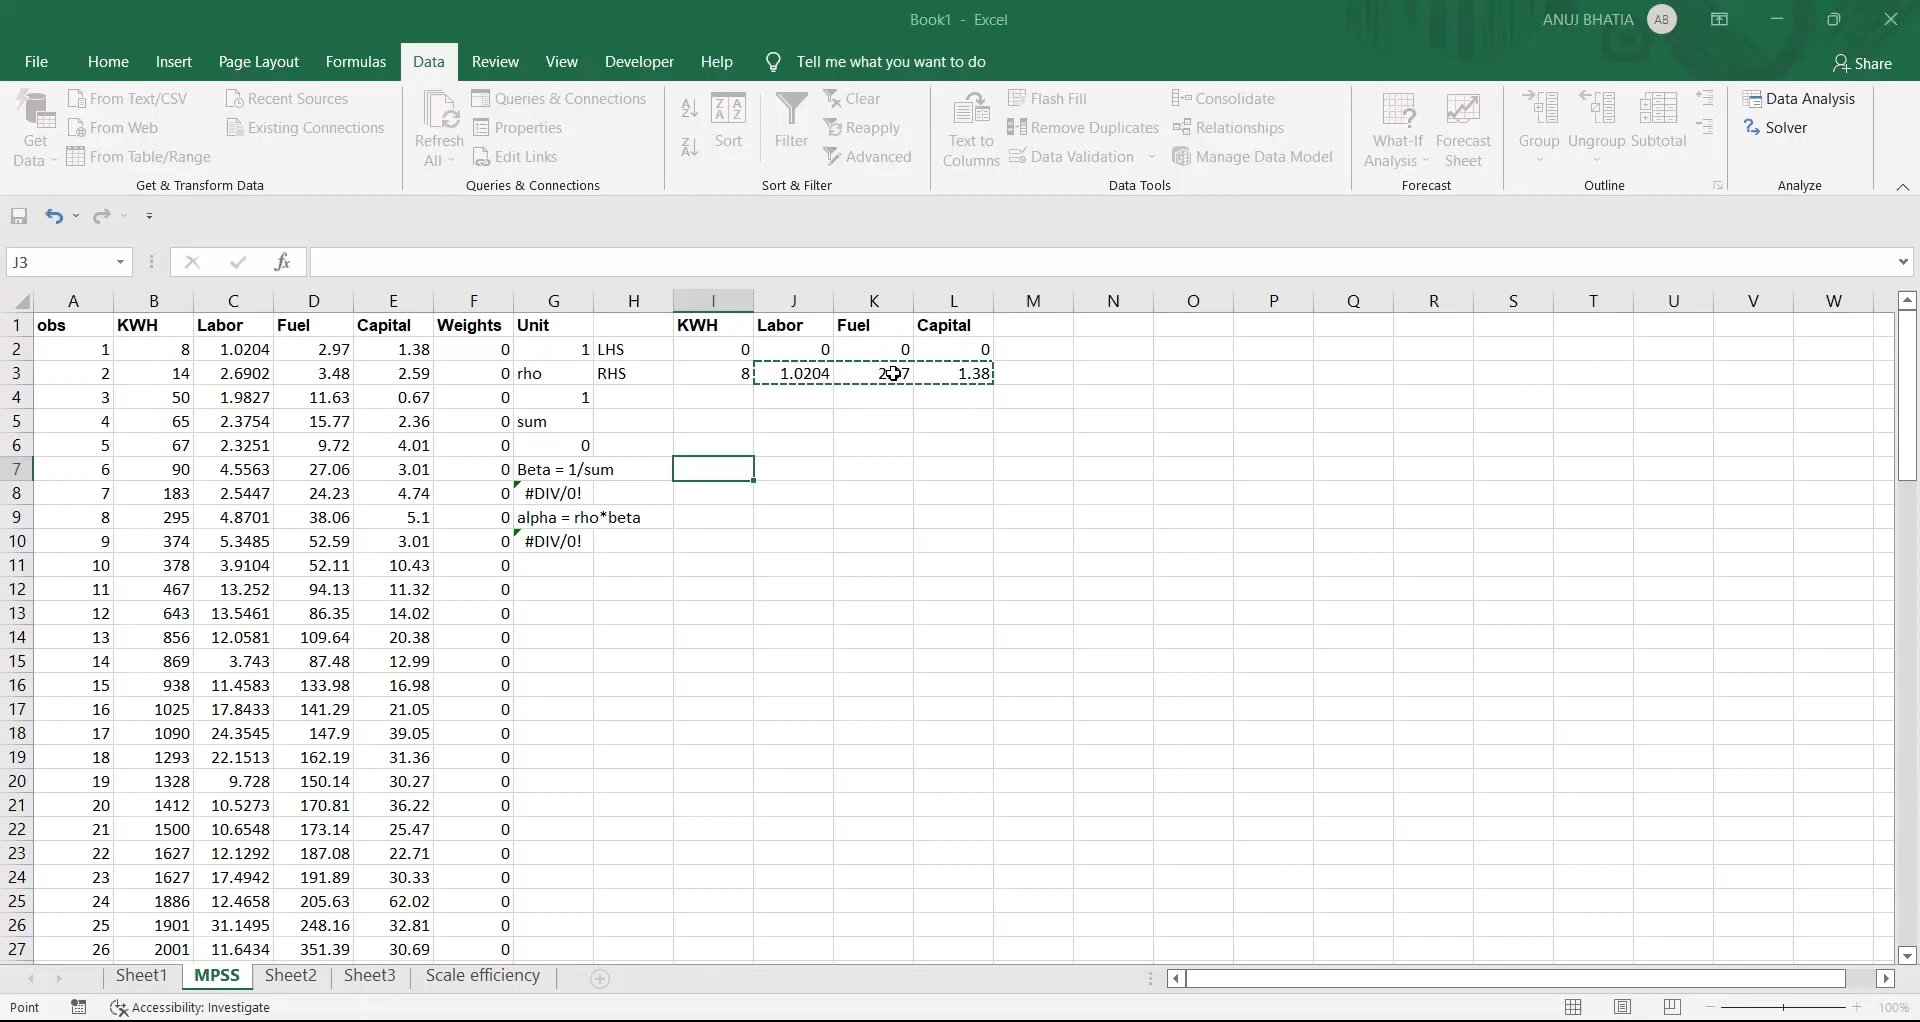 Book1 - Excel
ANUJ BHATIA AB
File Home Insert Page Layout Formulas Data Review View Developer Help Tell me what you want to do Share
Get Data
From Text/CSV
From Web
From Table/Range
Recent Sources
Existing Connections
Get & Transform Data
Refresh All
Queries & Connections
Properties
Edit Links
Queries & Connections
Sort
Filter
Clear
Reapply
Advanced
Sort & Filter
Text to Columns
Flash Fill
Remove Duplicates
Data Validation
Consolidate
Relationships
Manage Data Model
Data Tools
What-If Analysis
Forecast Sheet
Forecast
Group
Ungroup
Subtotal
Outline
Data Analysis
Solver
Analyze
J3 fx
A B C D E F G H I J K L M N O P Q R S T U V W
1 obs KWH Labor Fuel Capital Weights Unit KWH Labor Fuel Capital
2 1 8 1.0204 2.97 1.38 0 1 LHS 0 0 0 0
3 2 14 2.6902 3.48 2.59 0 rho RHS 8 1.0204 1.38
4 3 50 1.9827 11.63 0.67 0 1
5 4 65 2.3754 15.77 2.36 0 sum
6 5 67 2.3251 9.72 4.01 0 0
7 6 90 4.5563 27.06 3.01 0 Beta = 1/sum
8 7 183 2.5447 24.23 4.74 0 #DIV/0!
9 8 295 4.8701 38.06 5.1 0 alpha = rho*beta
10 9 374 5.3485 52.59 3.01 0 #DIV/0!
11 10 378 3.9104 52.11 10.43 0
12 11 467 13.252 94.13 11.32 0
13 12 643 13.5461 86.35 14.02 0
14 13 856 12.0581 109.64 20.38 0
15 14 869 3.743 87.48 12.99 0
16 15 938 11.4583 133.98 16.98 0
17 16 1025 17.8433 141.29 21.05 0
18 17 1090 24.3545 147.9 39.05 0
19 18 1293 22.1513 162.19 31.36 0
20 19 1328 9.728 150.14 30.27 0
21 20 1412 10.5273 170.81 36.22 0
22 21 1500 10.6548 173.14 25.47 0
23 22 1627 12.1292 187.08 22.71 0
24 23 1627 17.4942 191.89 30.33 0
25 24 1886 12.4658 205.63 62.02 0
26 25 1901 31.1495 248.16 32.81 0
27 26 2001 11.6434 351.39 30.69 0
Sheet1 MPSS Sheet2 Sheet3 Scale efficiency
Point Accessibility: Investigate 100%